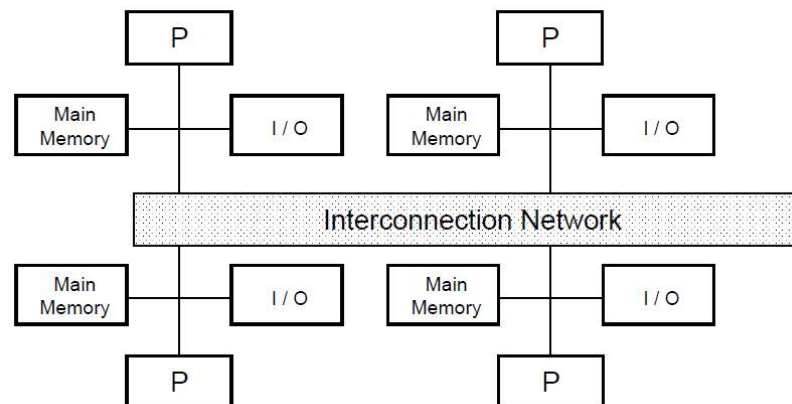 P
P
Main
Memory
I / O
Main
Memory
I / O
Interconnection Network
Main
Memory
I / O
Main
Memory
I / O
P
P